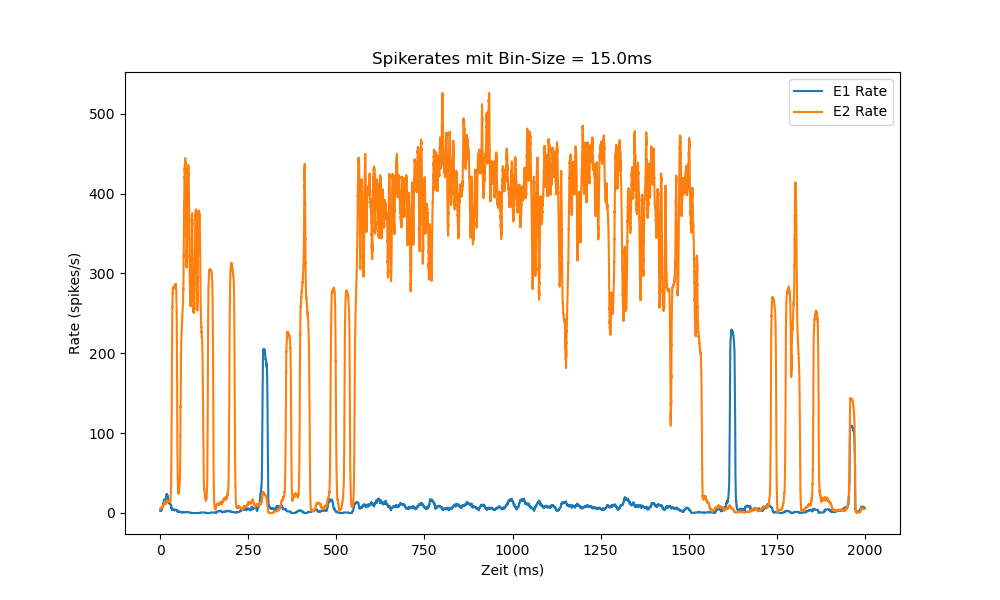 Spikerates mit Bin-Size = 15.0ms
E1 Rate
E2 Rate
Rate (spikes/s)
500
400
300
200
100
0
0 250 500 750 1000 1250 1500 1750 2000
Zeit (ms)